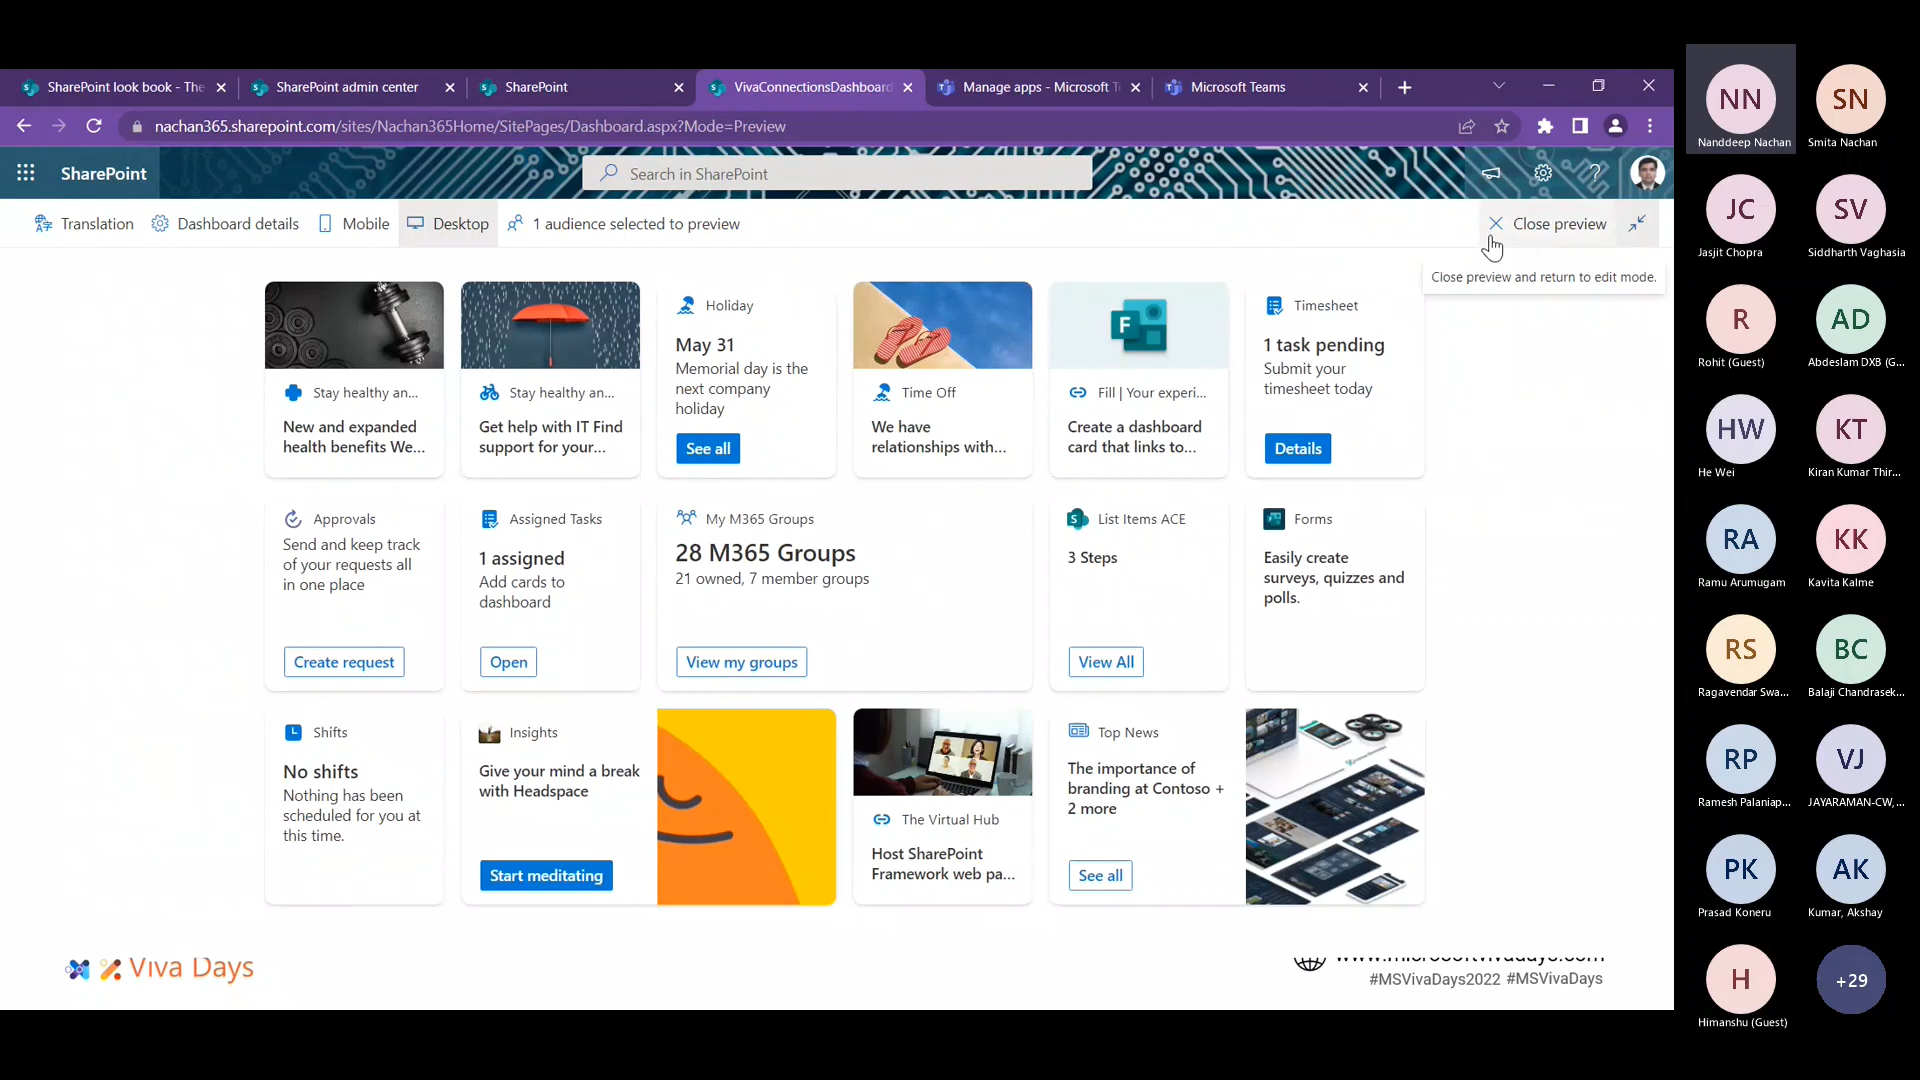 SharePoint look book - The
SharePoint admin center
SharePoint
VivaConnectionsDashboard
Manage apps - Microsoft T
Microsoft Teams
nachan365.sharepoint.com/sites/Nachan365Home/SitePages/Dashboard.aspx?Mode=Preview
SharePoint
Search in SharePoint
Translation
Dashboard details
Mobile
Desktop
1 audience selected to preview
Close preview
Close preview and return to edit mode.
Stay healthy an...
New and expanded
health benefits We...
Stay healthy an...
Get help with IT Find
support for your...
Holiday
May 31
Memorial day is the
next company
holiday
See all
Time Off
We have
relationships with...
F
Fill | Your experi...
Create a dashboard
card that links to...
Timesheet
1 task pending
Submit your
timesheet today
Details
Approvals
Send and keep track
of your requests all
in one place
Create request
Assigned Tasks
1 assigned
Add cards to
dashboard
Open
My M365 Groups
28 M365 Groups
21 owned, 7 member groups
View my groups
S
List Items ACE
3 Steps
View All
Forms
Easily create
surveys, quizzes and
polls.
Shifts
No shifts
Nothing has been
scheduled for you at
this time.
Insights
Give your mind a break
with Headspace
Start meditating
The Virtual Hub
Host SharePoint
Framework web pa...
Top News
The importance of
branding at Contoso +
2 more
See all
Viva Days
www.microsoftvivadays.com
#MSVivaDays2022 #MSVivaDays
NN
Nanddeep Nachan
SN
Smita Nachan
JC
Jasjit Chopra
SV
Siddharth Vaghasia
R
Rohit (Guest)
AD
Abdeslam DXB (G...
HW
He Wei
KT
Kiran Kumar Thir...
RA
Ramu Arumugam
KK
Kavita Kalme
RS
Ragavendar Swa...
BC
Balaji Chandrasek...
RP
Ramesh Palaniap...
VJ
JAYARAMAN-CW,...
PK
Prasad Koneru
AK
Kumar, Akshay
H
Himanshu (Guest)
+29